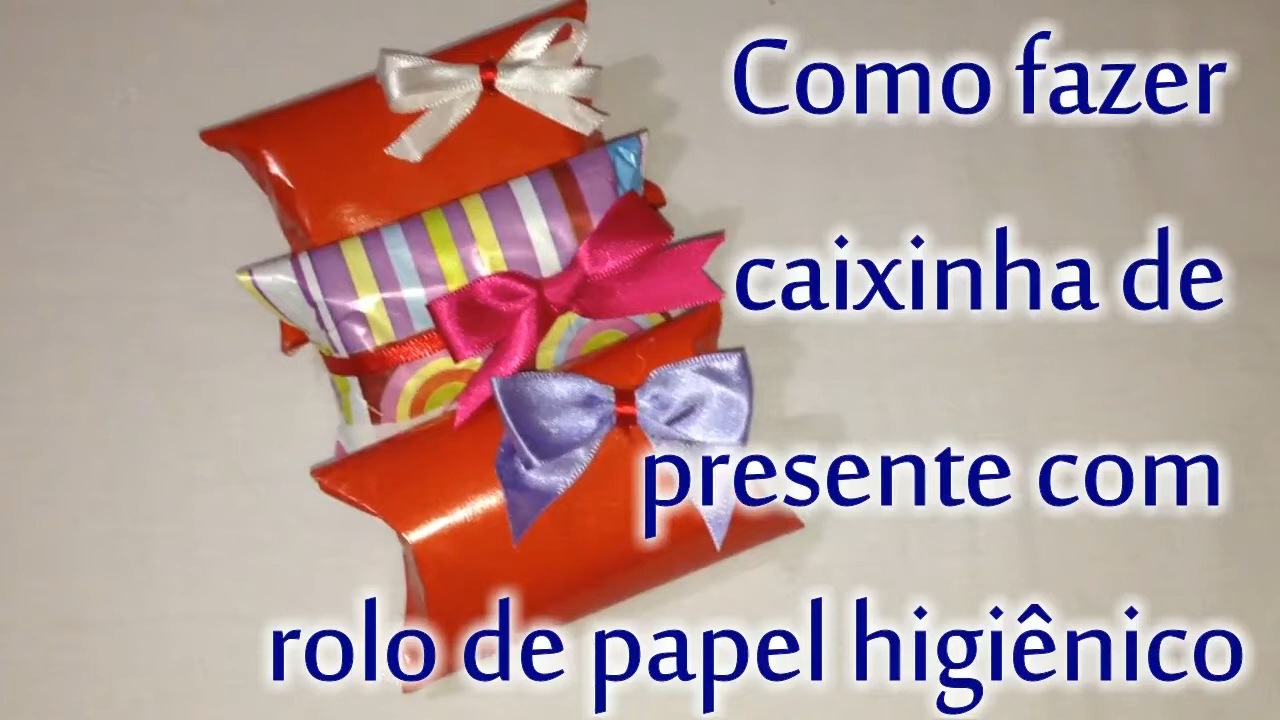 Como fazer
caixinha de
presente com
rolo de papel higiênico